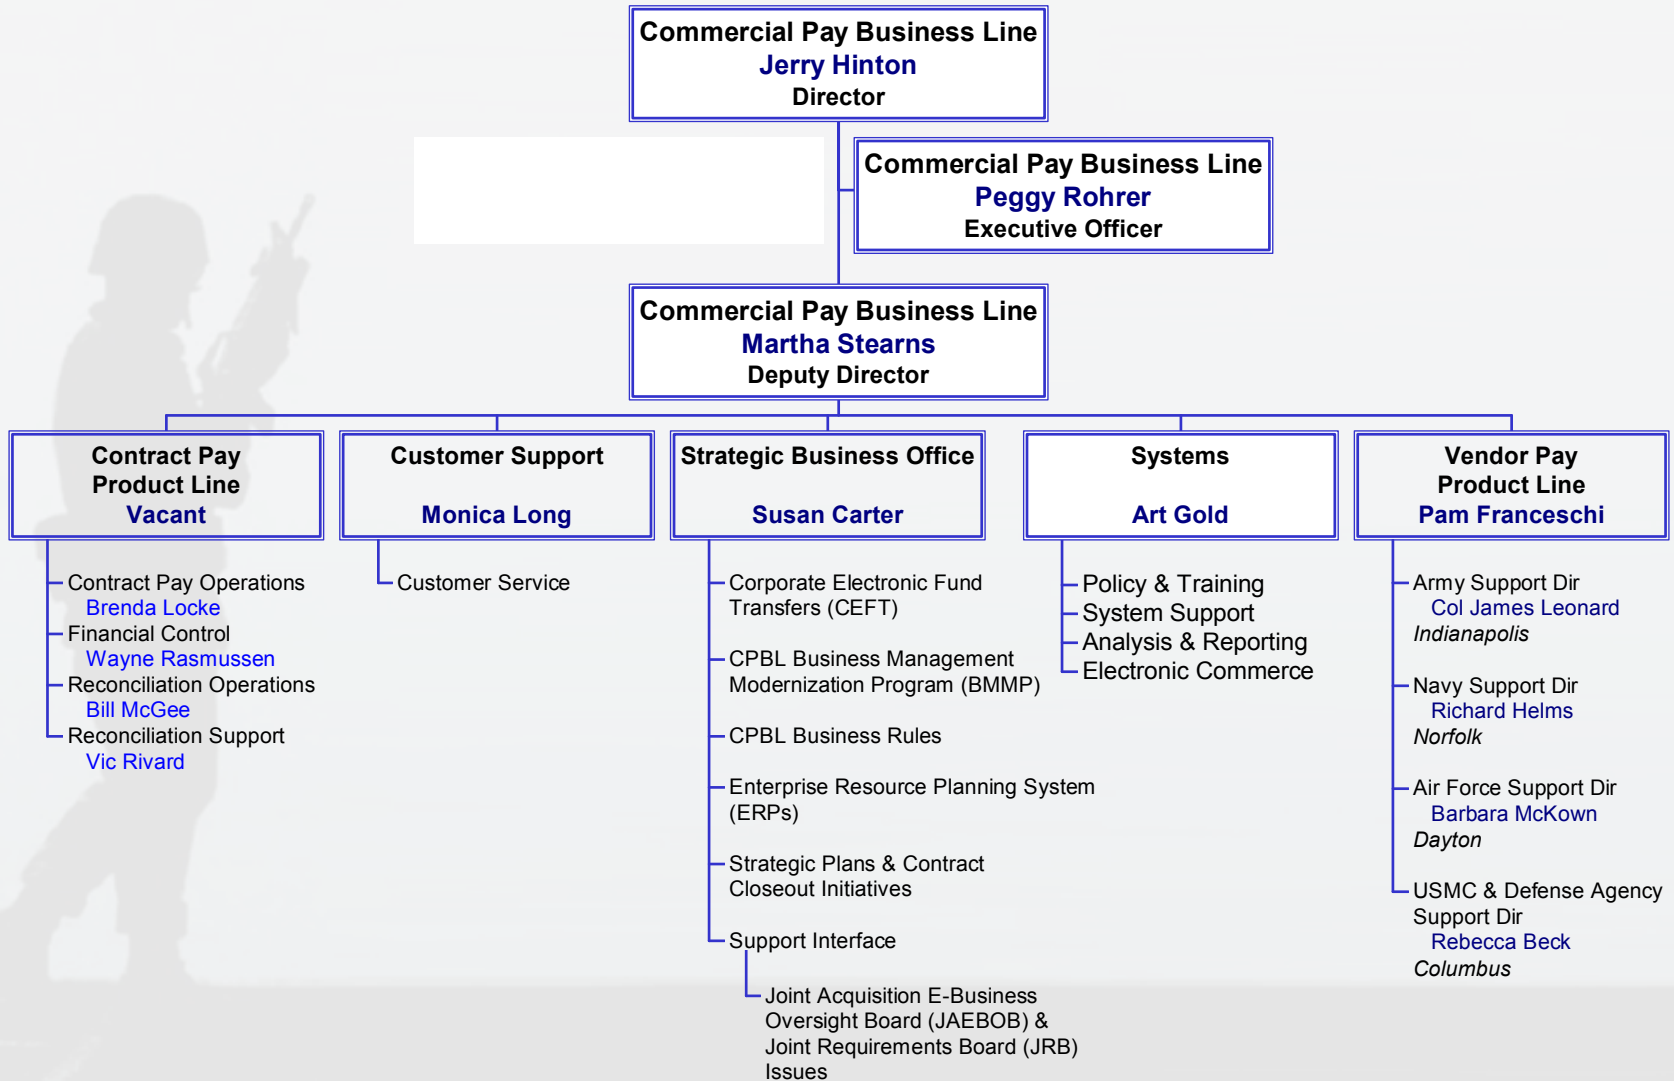 Commercial Pay Business Line
Jerry Hinton
Director
Commercial Pay Business Line
Peggy Rohrer
Executive Officer
Commercial Pay Business Line
Martha Stearns
Deputy Director
Contract Pay
Product Line
Vacant
Contract Pay Operations
Brenda Locke
Financial Control
Wayne Rasmussen
Reconciliation Operations
Bill McGee
Reconciliation Support
Vic Rivard
Customer Support
Monica Long
Customer Service
Strategic Business Office
Susan Carter
Corporate Electronic Fund
Transfers (CEFT)
CPBL Business Management
Modernization Program (BMMP)
CPBL Business Rules
Enterprise Resource Planning System
(ERPs)
Strategic Plans & Contract
Closeout Initiatives
Support Interface
Joint Acquisition E-Business
Oversight Board (JAEBOB) &
Joint Requirements Board (JRB)
Issues
Systems
Art Gold
Policy & Training
System Support
Analysis & Reporting
Electronic Commerce
Vendor Pay
Product Line
Pam Franceschi
Army Support Dir
Col James Leonard
Indianapolis
Navy Support Dir
Richard Helms
Norfolk
Air Force Support Dir
Barbara McKown
Dayton
USMC & Defense Agency
Support Dir
Rebecca Beck
Columbus